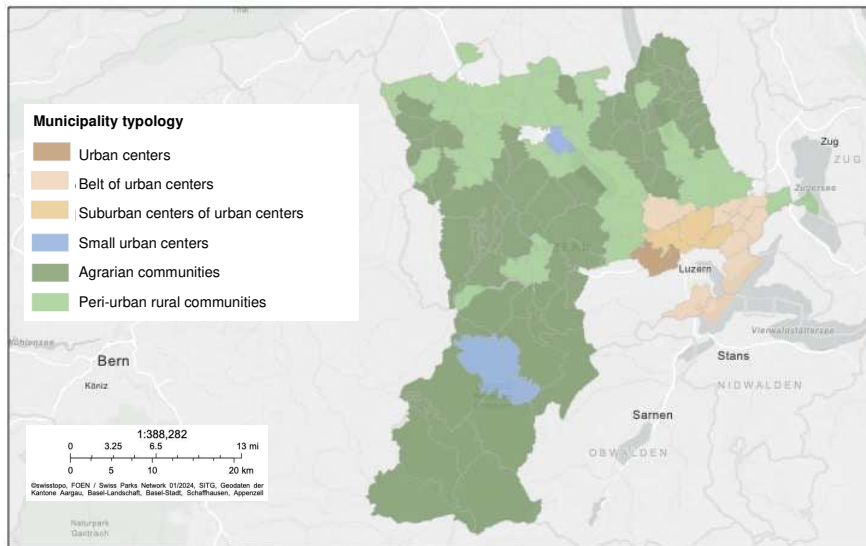 Thal
Municipality typology
Urban centers
Belt of urban centers
Suburban centers of urban centers
Small urban centers
Agrarian communities
Peri-urban rural communities
Zug
ZUG
Zugersee
Luzern
Vierwaldstättersee
Stans
NIDWALDEN
Sarnen
OBWALDEN
Bern
Köniz
1:388,282
0 3.25 6.5 13 mi
0 5 10 20 km
©swisstopo, FOEN / Swiss Parks Network 01/2024, SITG, Geodaten der
Kantone Aargau, Basel-Landschaft, Basel-Stadt, Schaffhausen, Appenzell
Naturpark
Gantrisch